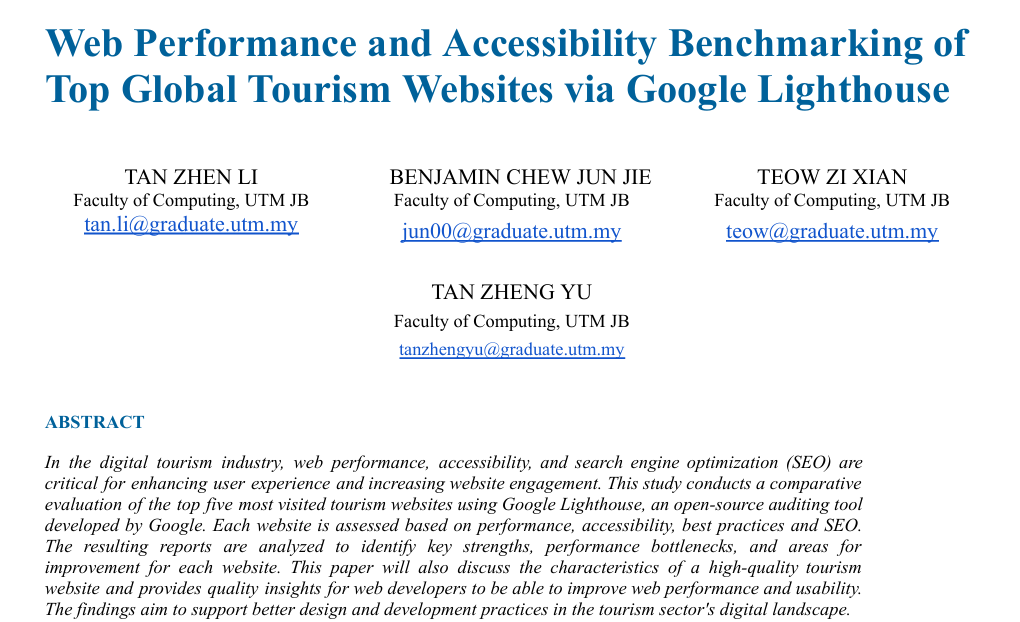 Web Performance and Accessibility Benchmarking of
Top Global Tourism Websites via Google Lighthouse
TAN ZHEN LI
Faculty of Computing, UTM JB
tan.li@graduate.utm.my
BENJAMIN CHEW JUN JIE
Faculty of Computing, UTM JB
jun00@graduate.utm.my
TEOW ZI XIAN
Faculty of Computing, UTM JB
teow@graduate.utm.my
TAN ZHENG YU
Faculty of Computing, UTM JB
tanzhengyu@graduate.utm.my
ABSTRACT
In the digital tourism industry, web performance, accessibility, and search engine optimization (SEO) are
critical for enhancing user experience and increasing website engagement. This study conducts a comparative
evaluation of the top five most visited tourism websites using Google Lighthouse, an open-source auditing tool
developed by Google. Each website is assessed based on performance, accessibility, best practices and SEO.
The resulting reports are analyzed to identify key strengths, performance bottlenecks, and areas for
improvement for each website. This paper will also discuss the characteristics of a high-quality tourism
website and provides quality insights for web developers to be able to improve web performance and usability.
The findings aim to support better design and development practices in the tourism sector's digital landscape.